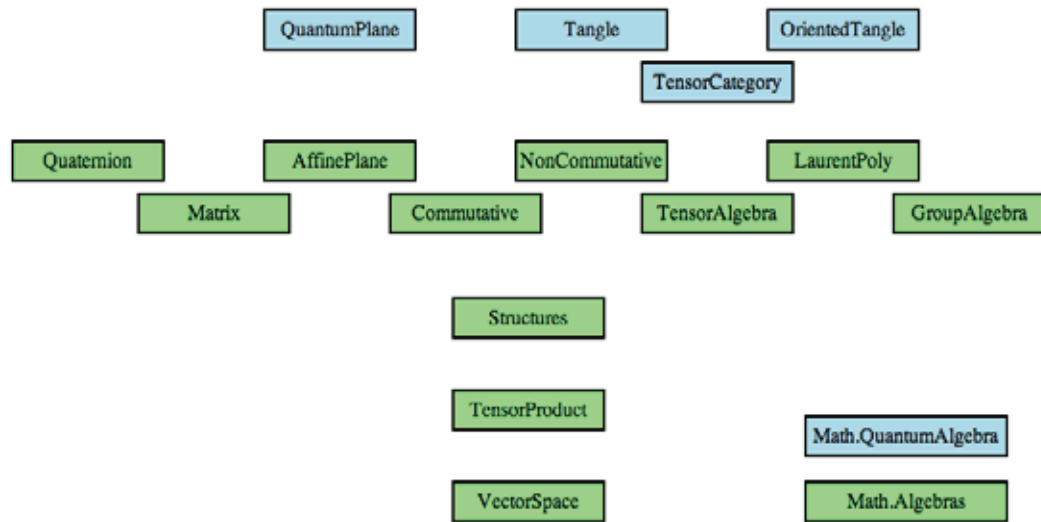 QuantumPlane
Tangle
OrientedTangle
TensorCategory
Quaternion
AffinePlane
NonCommutative
LaurentPoly
Matrix
Commutative
TensorAlgebra
GroupAlgebra
Structures
TensorProduct
Math.QuantumAlgebra
VectorSpace
Math.Algebras